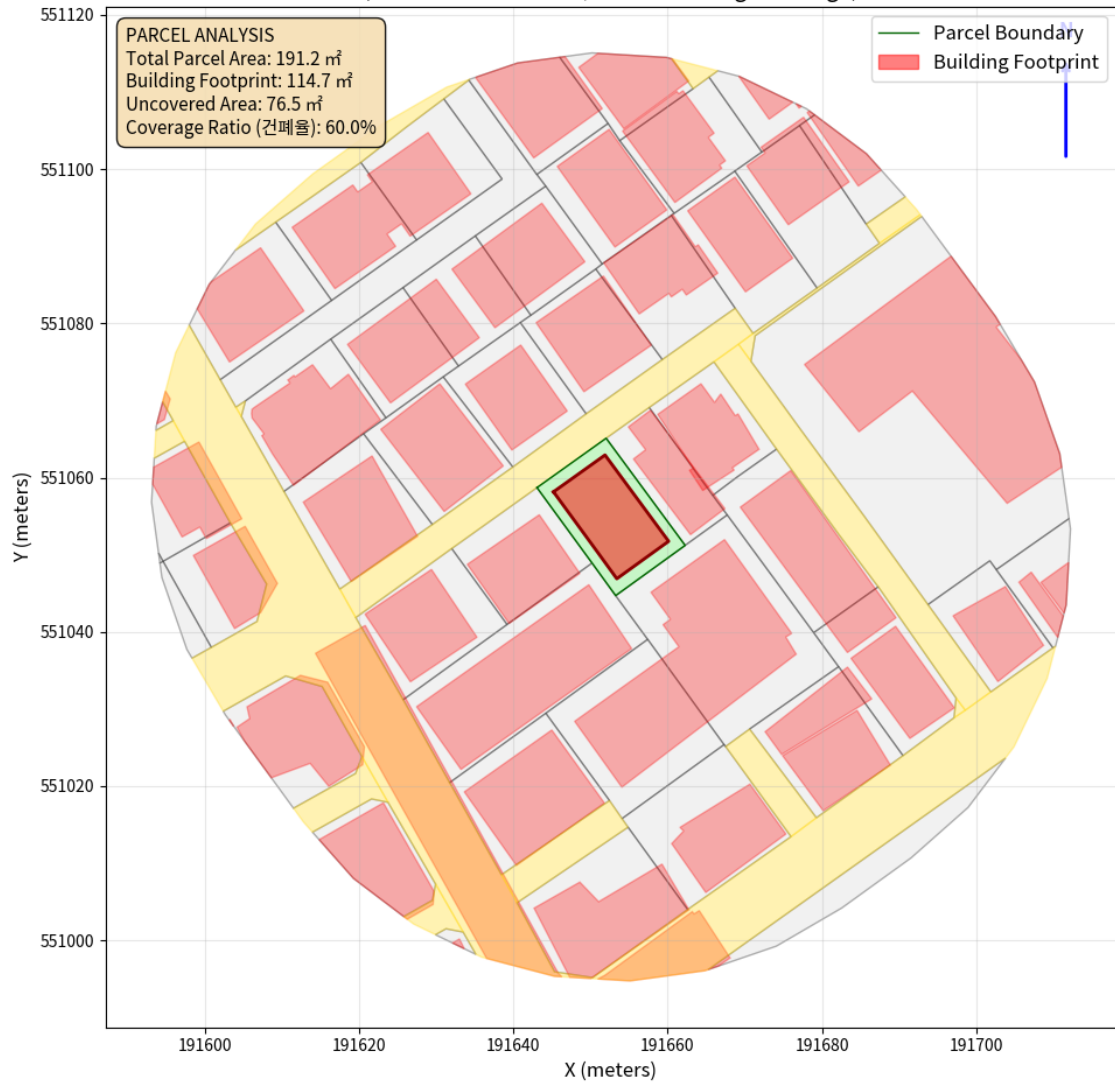 551120
PARCEL ANALYSIS
Total Parcel Area: 191.2 ㎡
Building Footprint: 114.7 ㎡
Uncovered Area: 76.5 ㎡
Coverage Ratio (건폐율): 60.0%
Parcel Boundary
Building Footprint
N
551100
551080
551060
551040
551020
551000
Y (meters)
191600 191620 191640 191660 191680 191700
X (meters)